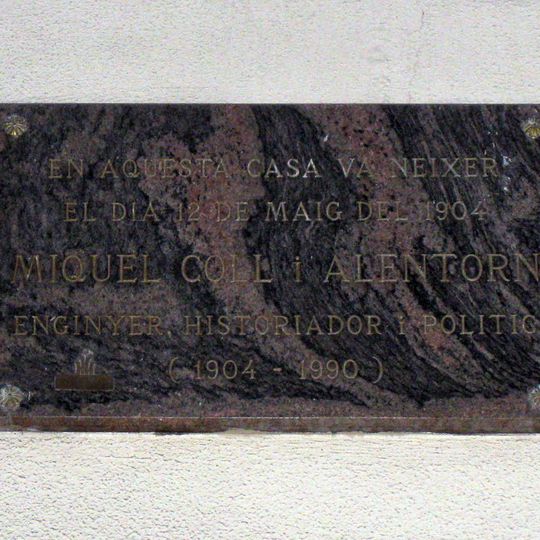 EN AQUESTA CASA VA NEIXER
EL DIA 12 DE MAIG DEL 1904
MIQUEL COLL i ALENTORN
ENGINYER, HISTORIADOR i POLITIC
( 1904 - 1990 )